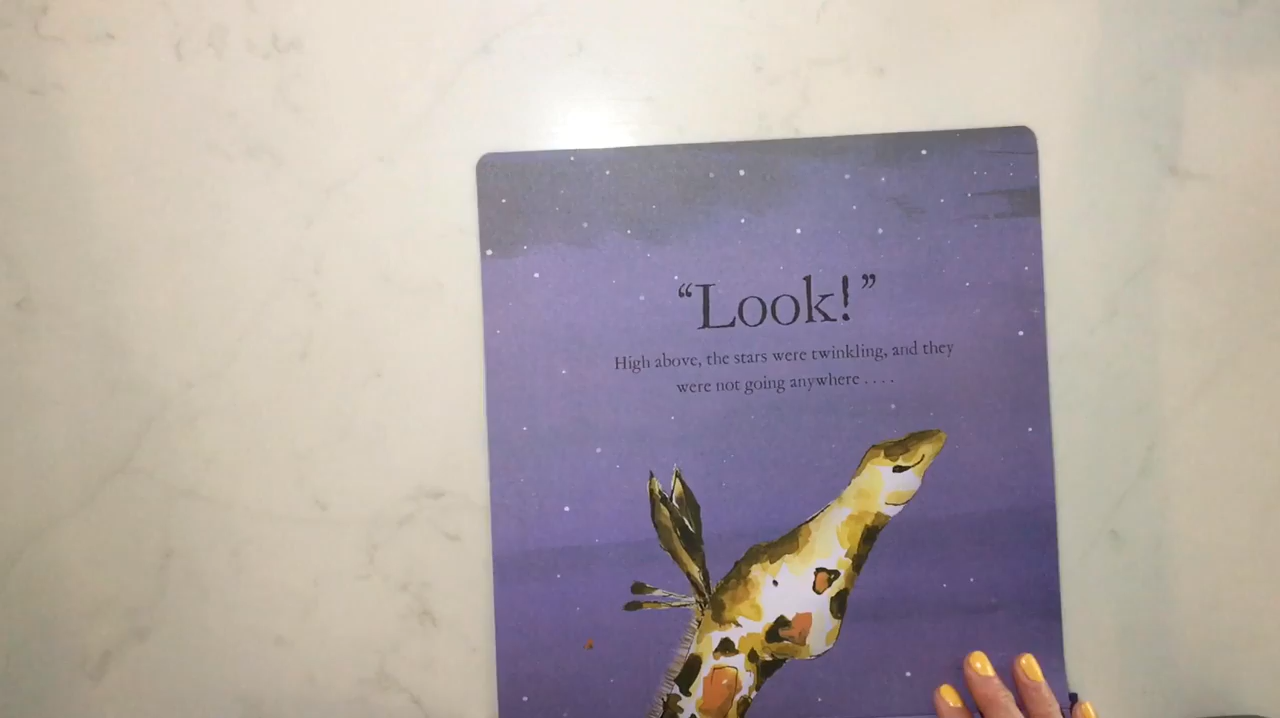 “Look!”
High above, the stars were twinkling, and they
were not going anywhere . . . .